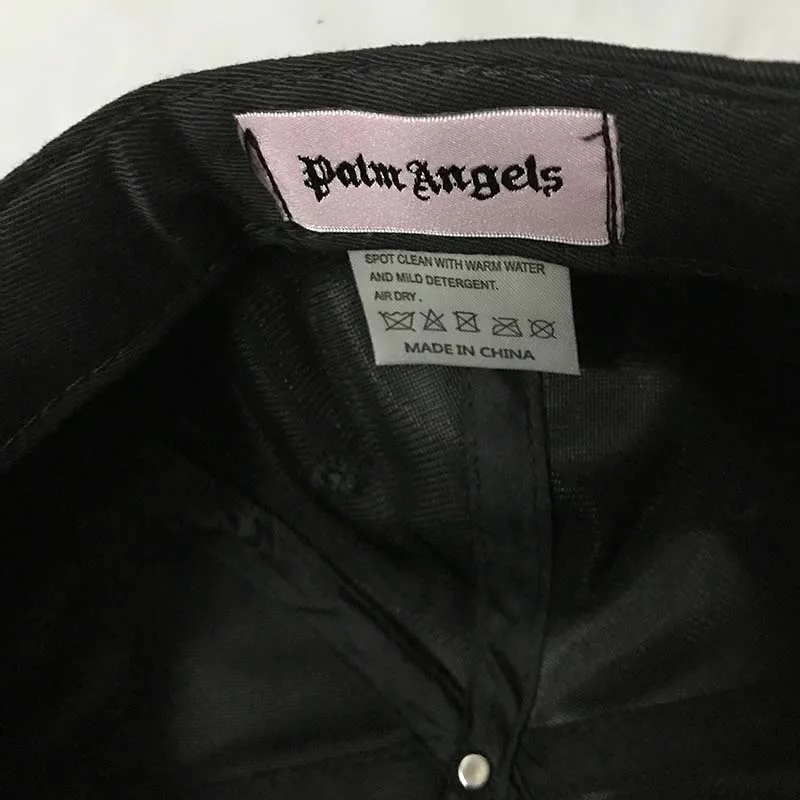 Palm Angels
SPOT CLEAN WITH WARM WATER
AND MILD DETERGENT.
AIR DRY .
MADE IN CHINA